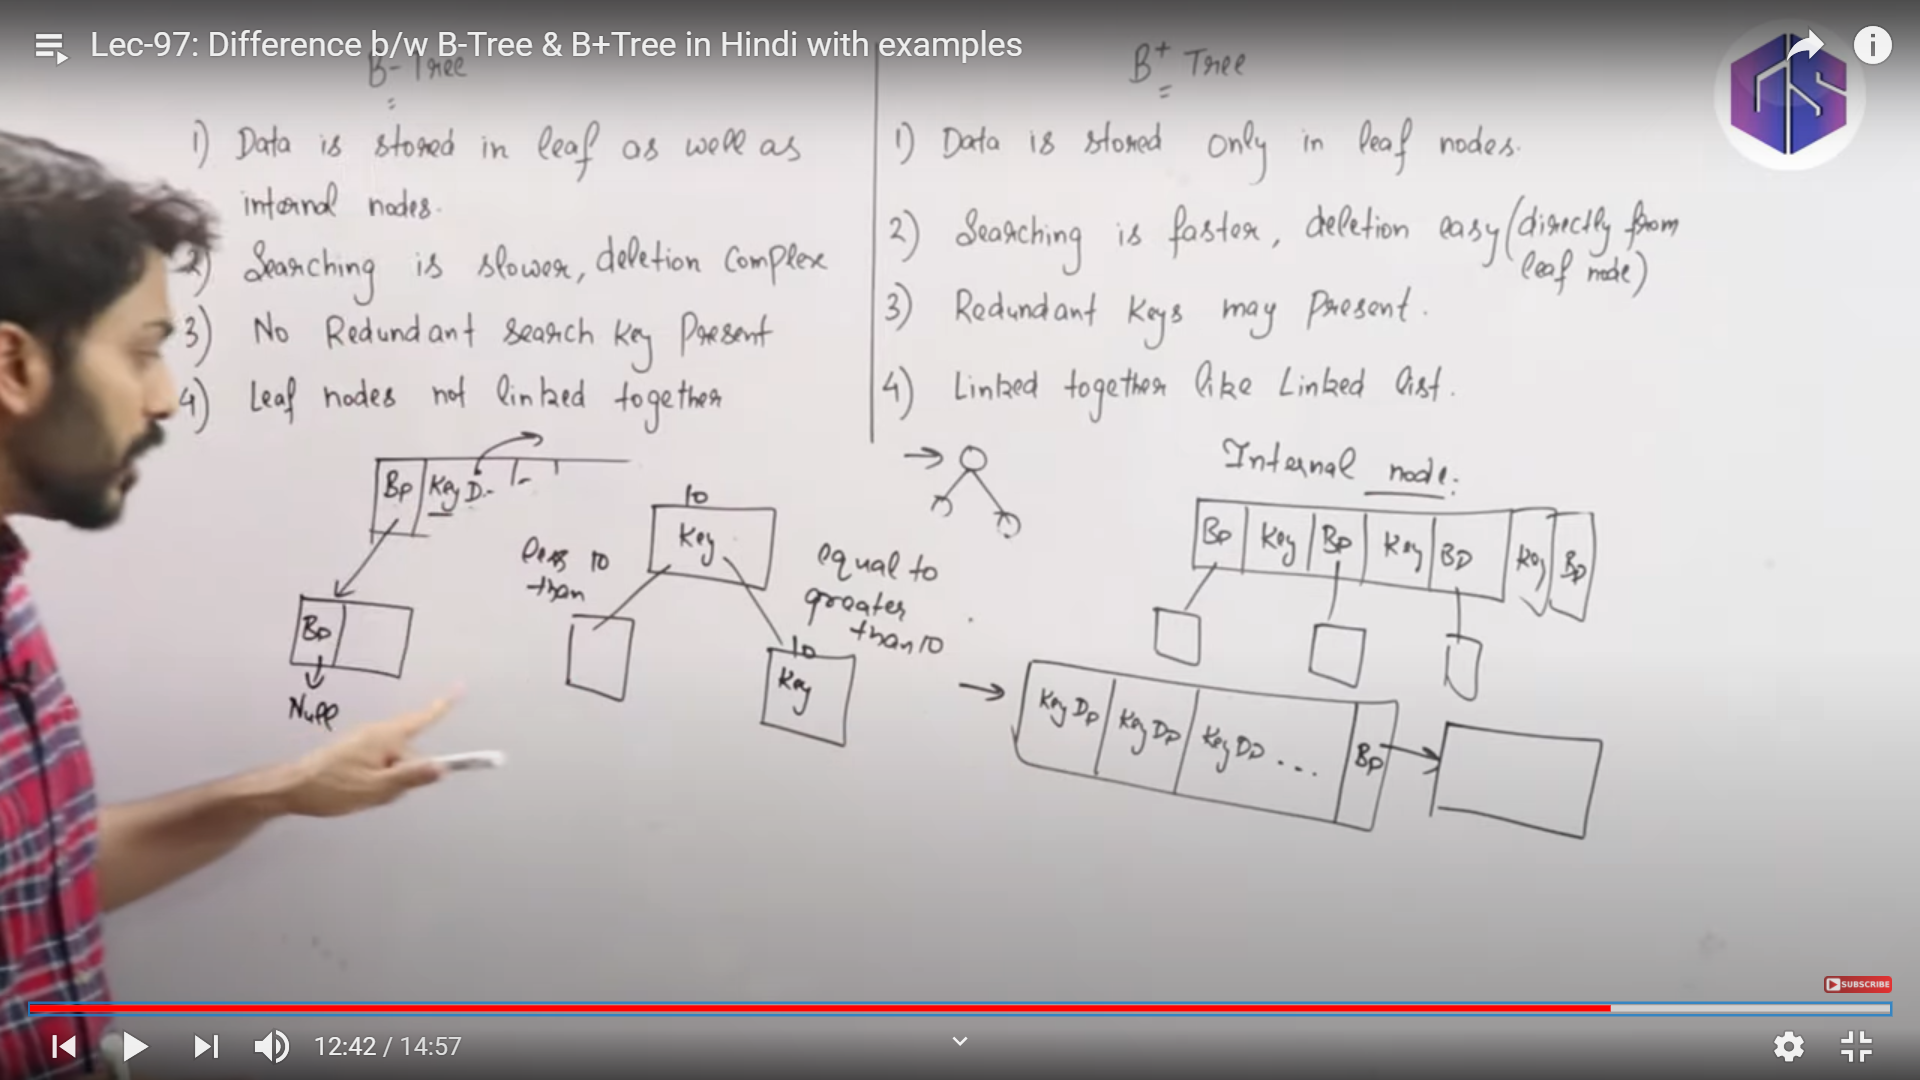 Lec-97: Difference b/w B-Tree & B+Tree in Hindi with examples
B- Tree
1) Data is stored in leaf as well as
internal nodes.
2) Searching is slower, deletion complex
3) No Redundant search key Present
4) Leaf nodes not linked together
B+ Tree
1) Data is stored only in leaf nodes.
2) Searching is faster, deletion easy (directly from
leaf node)
3) Redundant keys may Present.
4) Linked together like Linked list.
Bp Key D
Bp
Null
10
Key
less 10
than
equal to
greater
than 10
10
Key
Internal node:
Bp Key Bp Key Bp Key Bp
Key Dp Key Dp Key Dp ... Bp
SUBSCRIBE
12:42 / 14:57